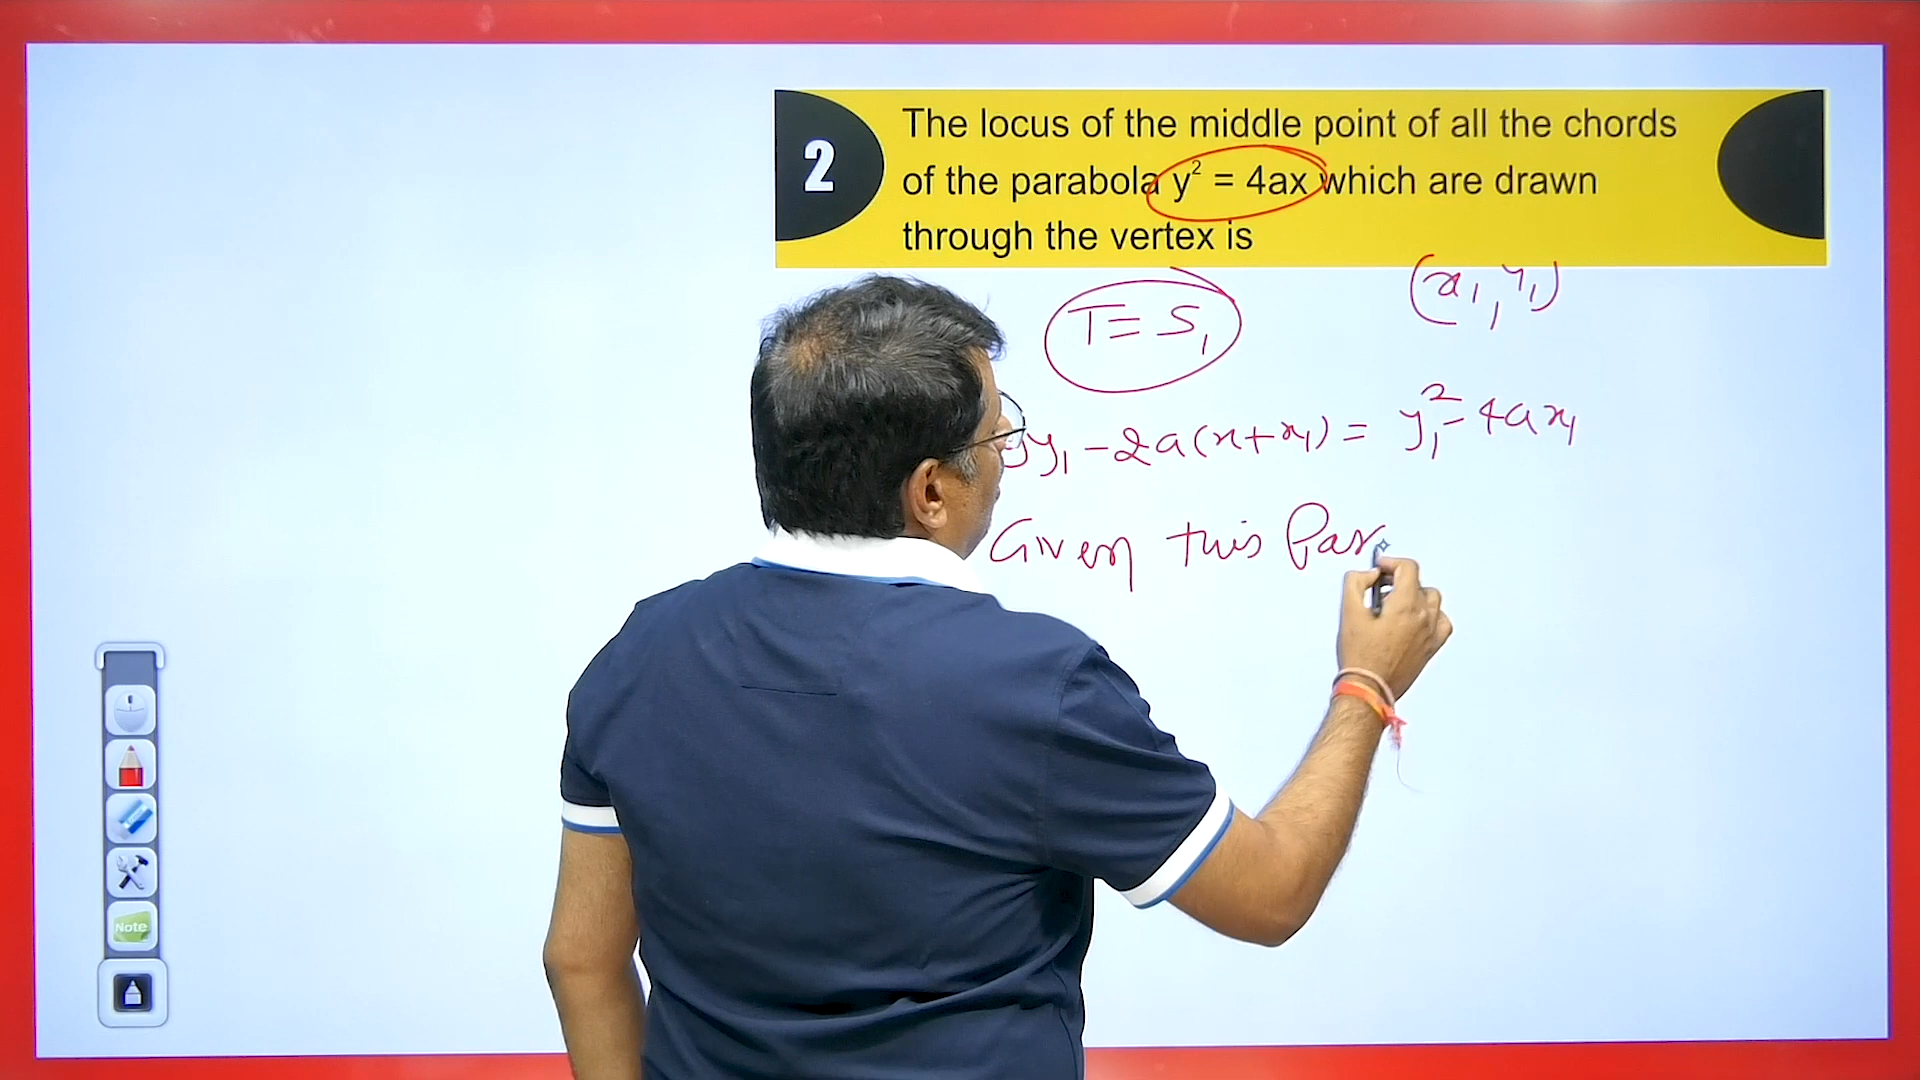 2
The locus of the middle point of all the chords
of the parabola y² = 4ax which are drawn
through the vertex is
(x₁, y₁)
T = S₁
yy₁ - 2a(x+x₁) = y₁² - 4ax₁
Given this Par
Note